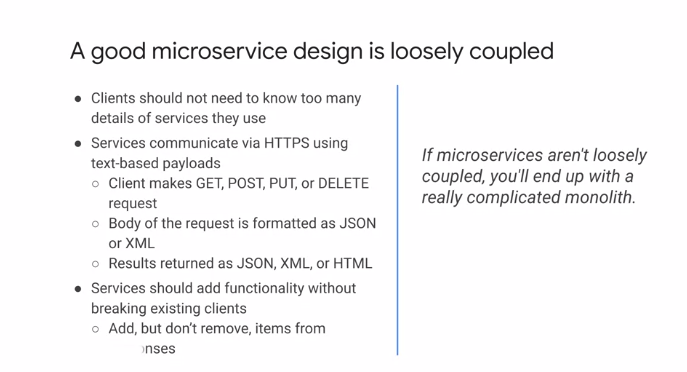 A good microservice design is loosely coupled
● Clients should not need to know too many
details of services they use
● Services communicate via HTTPS using
text-based payloads
○ Client makes GET, POST, PUT, or DELETE
request
○ Body of the request is formatted as JSON
or XML
○ Results returned as JSON, XML, or HTML
● Services should add functionality without
breaking existing clients
○ Add, but don’t remove, items from
If microservices aren't loosely
coupled, you'll end up with a
really complicated monolith.